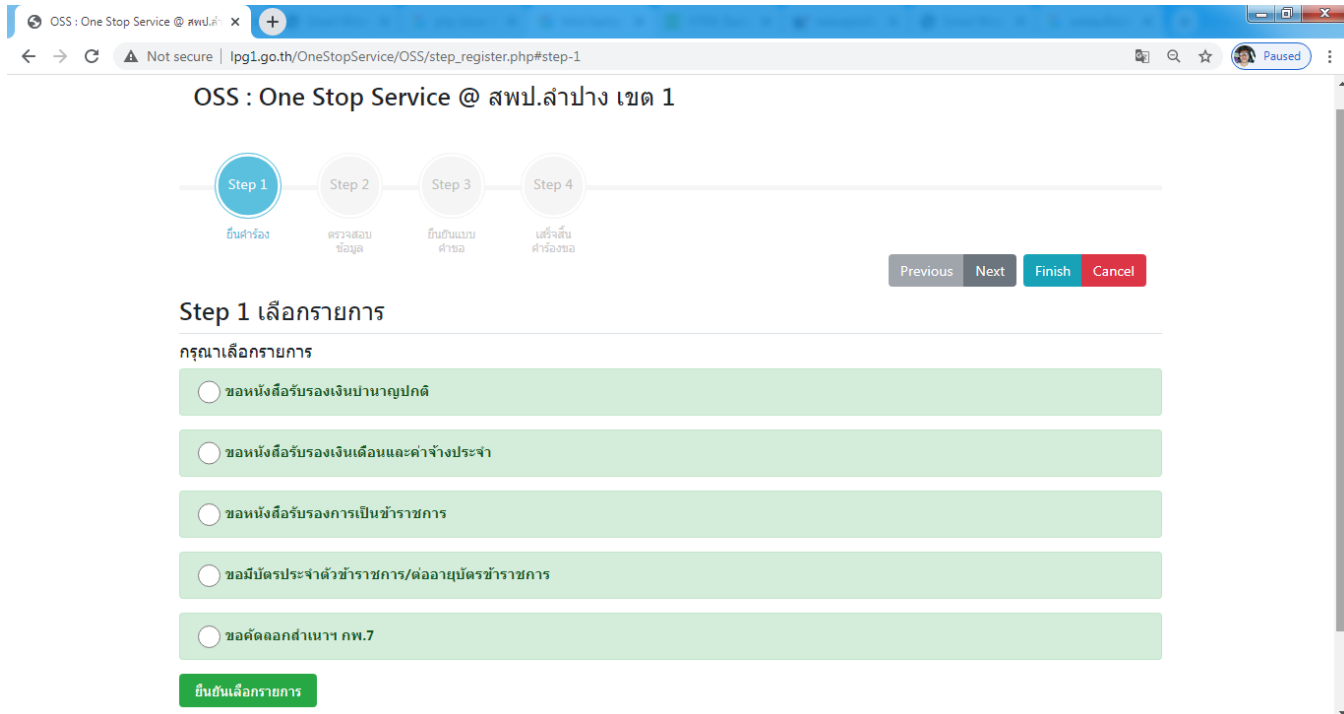 OSS : One Stop Service @ สพป.ลำ
Not secure | lpg1.go.th/OneStopService/OSS/step_register.php#step-1
Paused
OSS : One Stop Service @ สพป.ลำปาง เขต 1
Step 1
Step 2
Step 3
Step 4
ยื่นคำร้อง
ตรวจสอบ
ข้อมูล
ยืนยันแบบ
คำขอ
เสร็จสิ้น
คำร้องขอ
Previous Next Finish Cancel
Step 1 เลือกรายการ
กรุณาเลือกรายการ
ขอหนังสือรับรองเงินบำนาญปกติ
ขอหนังสือรับรองเงินเดือนและค่าจ้างประจำ
ขอหนังสือรับรองการเป็นข้าราชการ
ขอมีบัตรประจำตัวข้าราชการ/ต่ออายุบัตรข้าราชการ
ขอคัดลอกสำเนาฯ กพ.7
ยืนยันเลือกรายการ